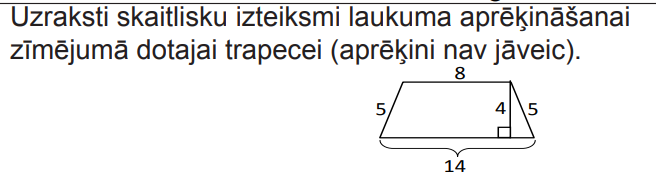 Uzraksti skaitlisku izteiksmi laukuma aprēķināšanai
zīmējumā dotajai trapecei (aprēķini nav jāveic).
8
5 4 5
14